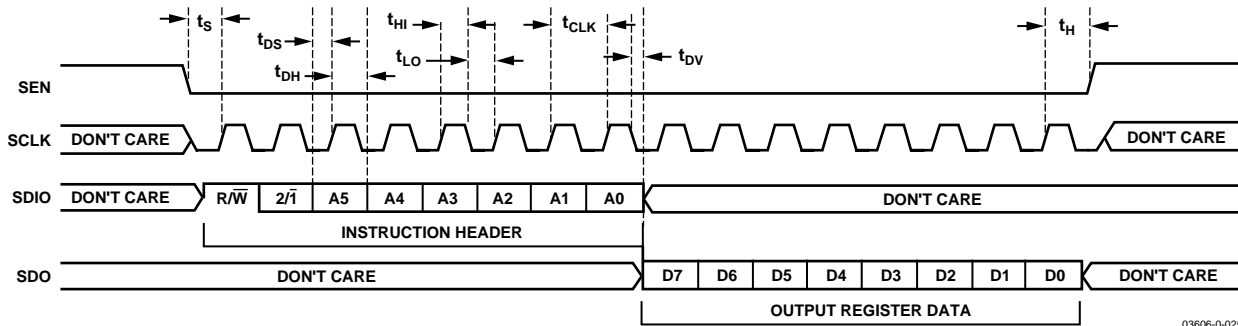 tS
tHI
tCLK
tH
tDS
tLO
tDV
tDH
SEN
SCLK
DON'T CARE
DON'T CARE
SDIO
DON'T CARE
R/W̅
2/1̅
A5
A4
A3
A2
A1
A0
DON'T CARE
INSTRUCTION HEADER
SDO
DON'T CARE
D7
D6
D5
D4
D3
D2
D1
D0
DON'T CARE
OUTPUT REGISTER DATA